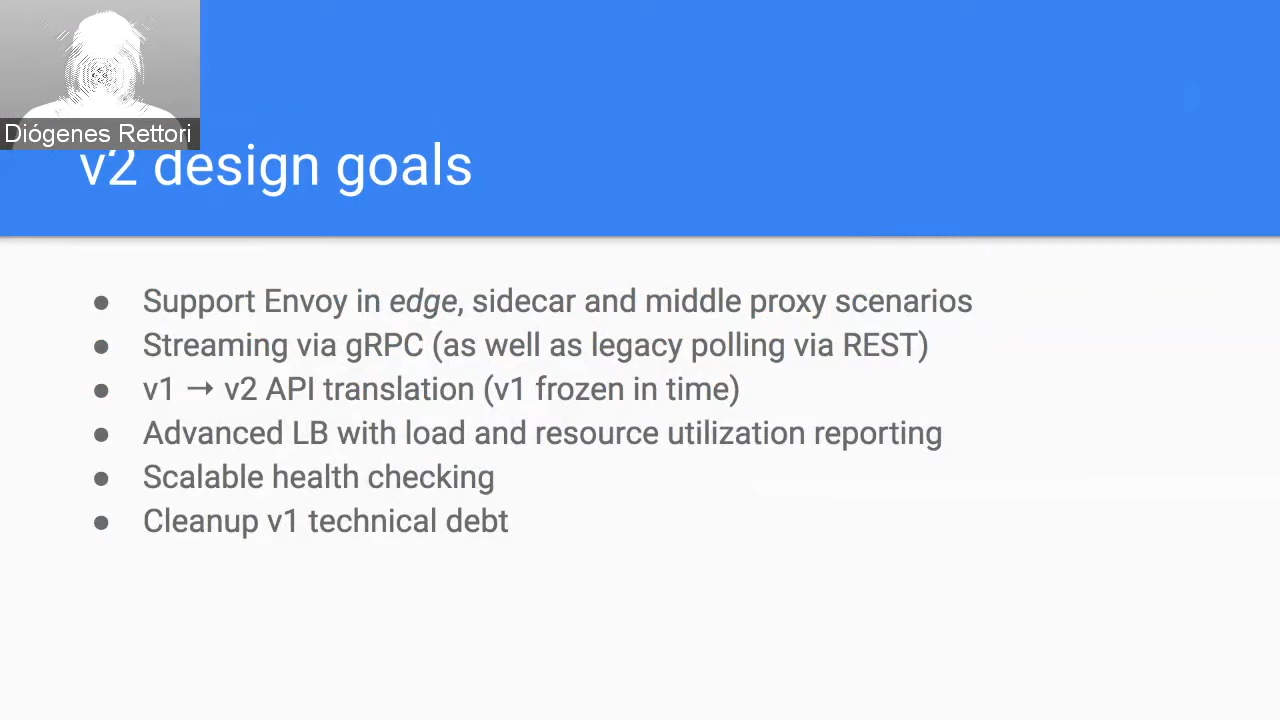 Diógenes Rettori
v2 design goals
● Support Envoy in edge, sidecar and middle proxy scenarios
● Streaming via gRPC (as well as legacy polling via REST)
● v1 → v2 API translation (v1 frozen in time)
● Advanced LB with load and resource utilization reporting
● Scalable health checking
● Cleanup v1 technical debt